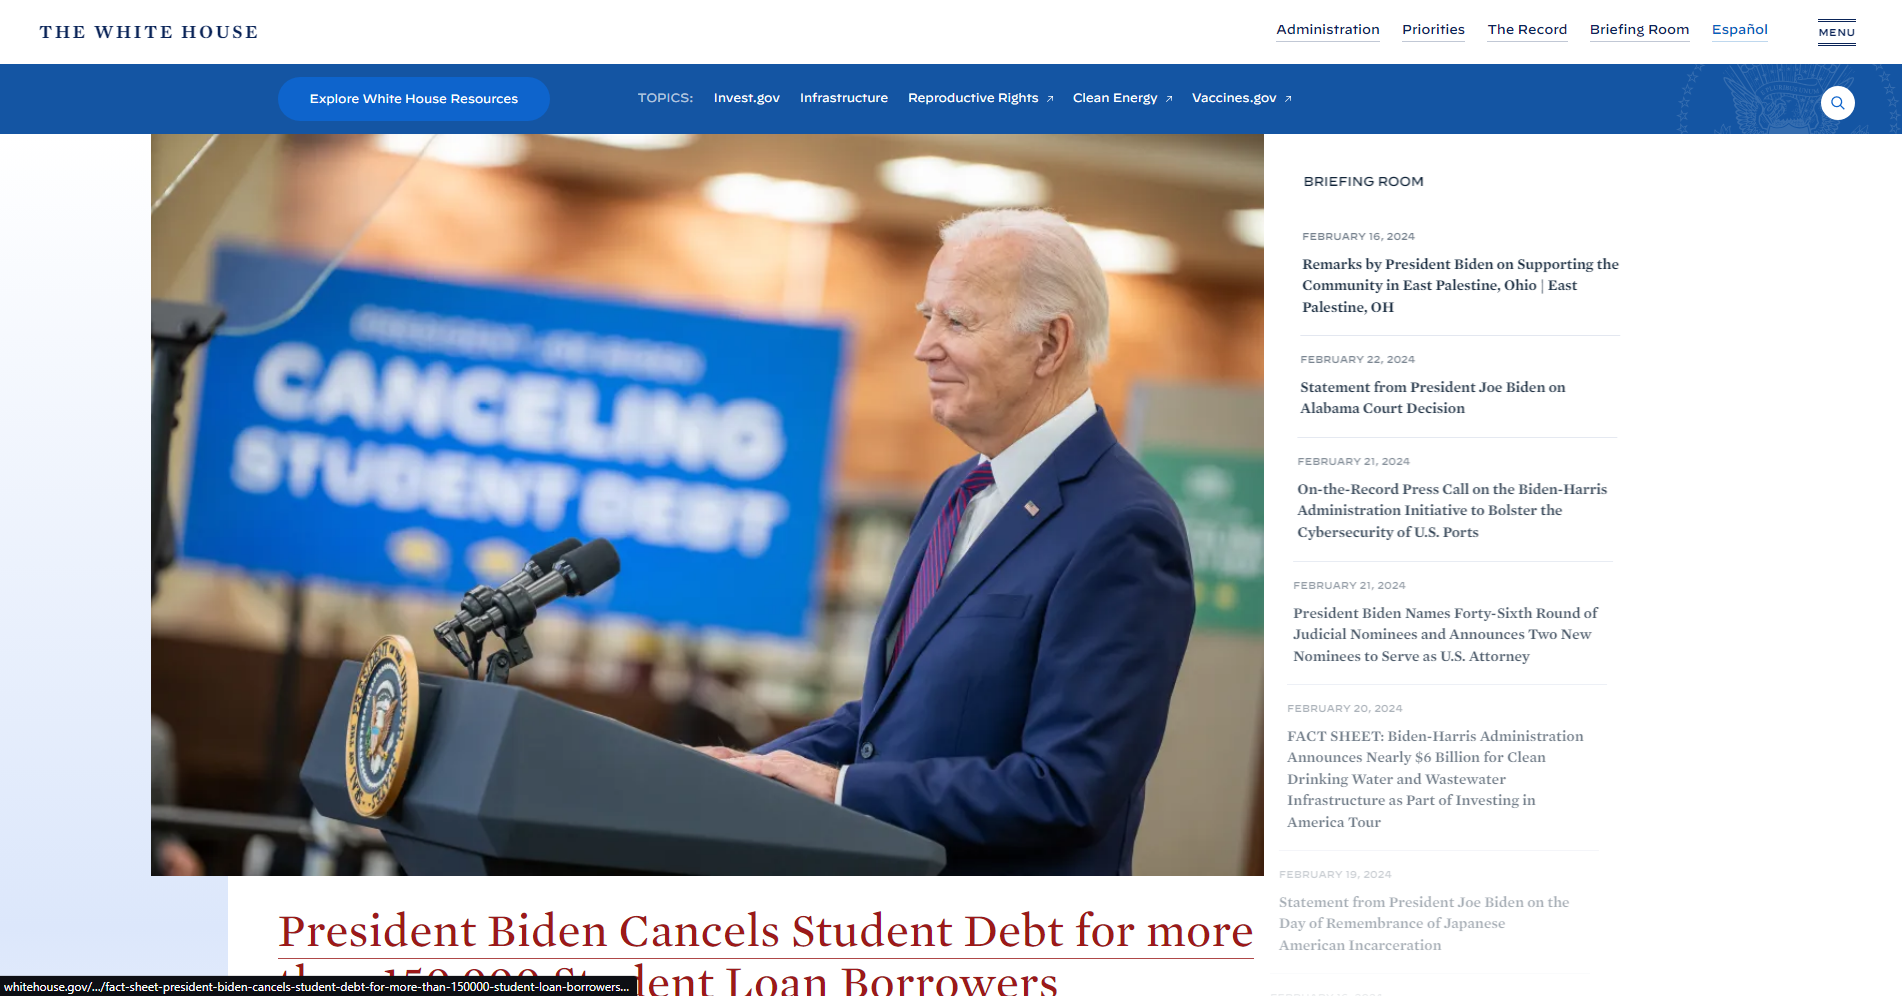 THE WHITE HOUSE
Administration Priorities The Record Briefing Room Español MENU
Explore White House Resources
TOPICS: Invest.gov Infrastructure Reproductive Rights Clean Energy Vaccines.gov
PRESIDENT JOE BIDEN
CANCELING
STUDENT DEBT
BRIEFING ROOM
FEBRUARY 16, 2024
Remarks by President Biden on Supporting the
Community in East Palestine, Ohio | East
Palestine, OH
FEBRUARY 22, 2024
Statement from President Joe Biden on
Alabama Court Decision
FEBRUARY 21, 2024
On-the-Record Press Call on the Biden-Harris
Administration Initiative to Bolster the
Cybersecurity of U.S. Ports
FEBRUARY 21, 2024
President Biden Names Forty-Sixth Round of
Judicial Nominees and Announces Two New
Nominees to Serve as U.S. Attorney
FEBRUARY 20, 2024
FACT SHEET: Biden-Harris Administration
Announces Nearly $6 Billion for Clean
Drinking Water and Wastewater
Infrastructure as Part of Investing in
America Tour
FEBRUARY 19, 2024
Statement from President Joe Biden on the
Day of Remembrance of Japanese
American Incarceration
President Biden Cancels Student Debt for more
than 150,000 Student Loan Borrowers
whitehouse.gov/.../fact-sheet-president-biden-cancels-student-debt-for-more-than-150000-student-loan-borrowers...